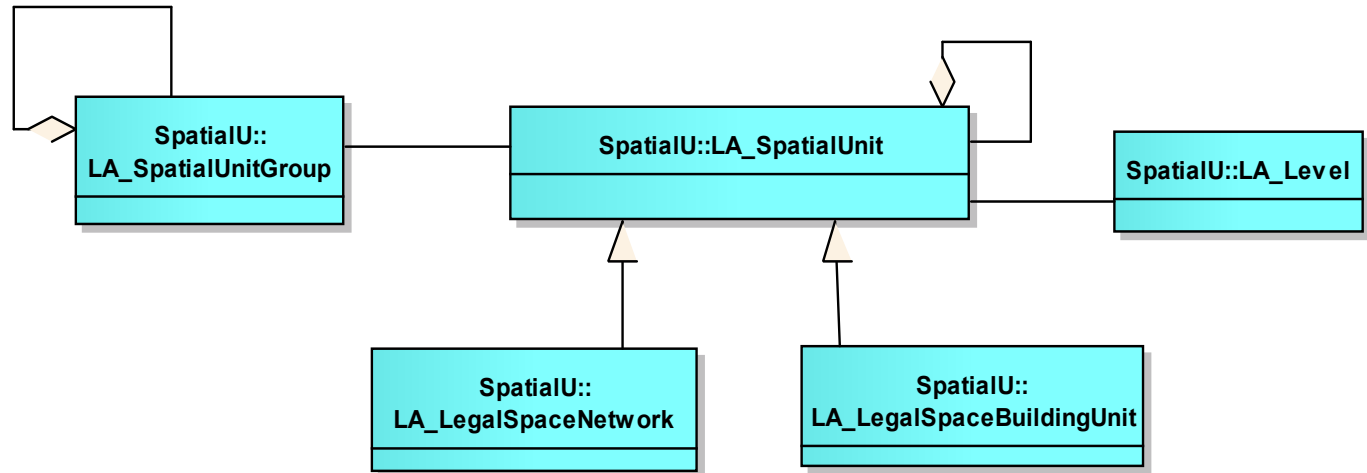 SpatialU::
LA_SpatialUnitGroup
SpatialU::LA_SpatialUnit
SpatialU::LA_Level
SpatialU::
LA_LegalSpaceNetwork
SpatialU::
LA_LegalSpaceBuildingUnit